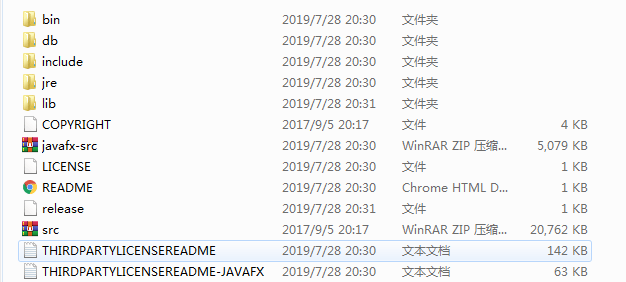 bin 2019/7/28 20:30 文件夹
db 2019/7/28 20:30 文件夹
include 2019/7/28 20:30 文件夹
jre 2019/7/28 20:30 文件夹
lib 2019/7/28 20:31 文件夹
COPYRIGHT 2017/9/5 20:17 文件 4 KB
javafx-src 2019/7/28 20:30 WinRAR ZIP 压缩... 5,079 KB
LICENSE 2019/7/28 20:30 文件 1 KB
README 2019/7/28 20:30 Chrome HTML D... 1 KB
release 2019/7/28 20:31 文件 1 KB
src 2017/9/5 20:17 WinRAR ZIP 压缩... 20,762 KB
THIRDPARTYLICENSEREADME 2019/7/28 20:30 文本文档 142 KB
THIRDPARTYLICENSEREADME-JAVAFX 2019/7/28 20:30 文本文档 63 KB